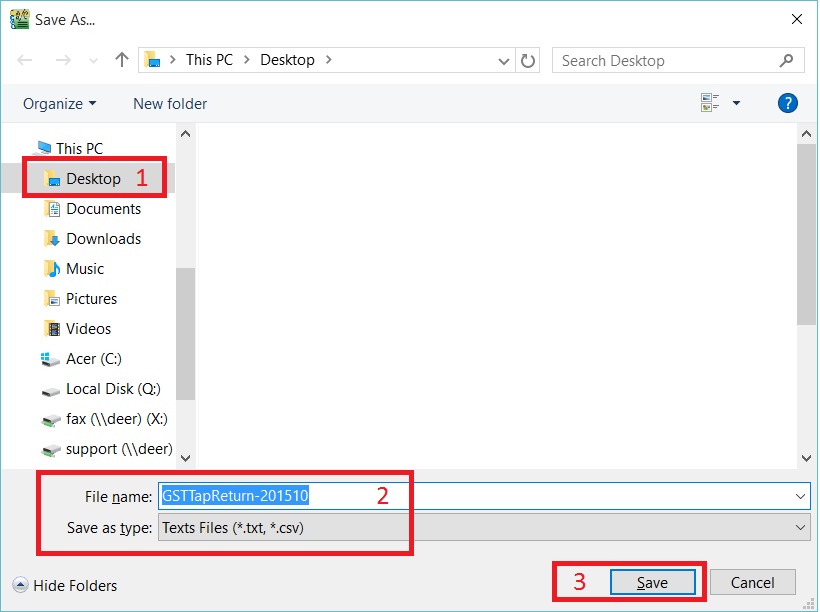 Save As...
This PC > Desktop >
Search Desktop
Organize
New folder
?
This PC
Desktop 1
Documents
Downloads
Music
Pictures
Videos
Acer (C:)
Local Disk (Q:)
fax (\\deer) (X:)
support (\\deer)
File name: GSTTapReturn-201510 2
Save as type: Texts Files (*.txt, *.csv)
Hide Folders
3 Save
Cancel